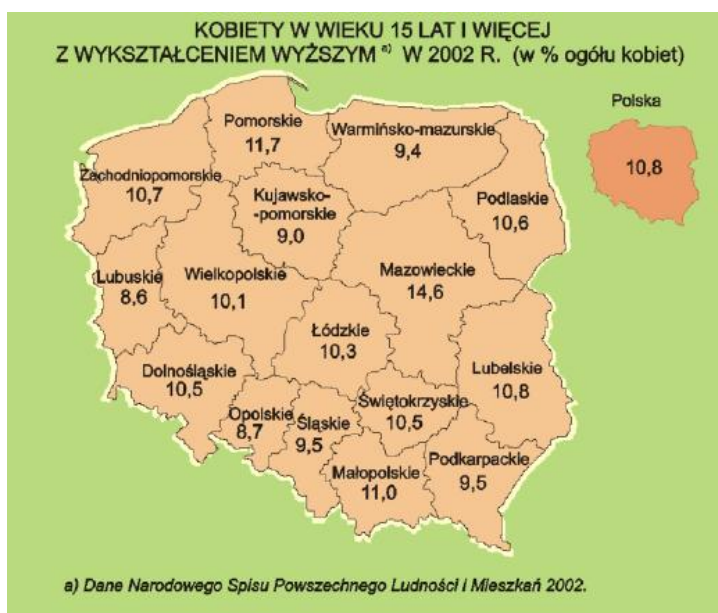 KOBIETY W WIEKU 15 LAT I WIĘCEJ
Z WYKSZTAŁCENIEM WYŻSZYM a) W 2002 R. (w % ogółu kobiet)
Polska
10,8
Pomorskie
11,7
Warmińsko-mazurskie
9,4
Zachodniopomorskie
10,7
Kujawsko-
-pomorskie
9,0
Podlaskie
10,6
Lubuskie
8,6
Wielkopolskie
10,1
Mazowieckie
14,6
Łódzkie
10,3
Dolnośląskie
10,5
Lubelskie
10,8
Opolskie
8,7
Śląskie
9,5
Świętokrzyskie
10,5
Małopolskie
11,0
Podkarpackie
9,5
a) Dane Narodowego Spisu Powszechnego Ludności i Mieszkań 2002.